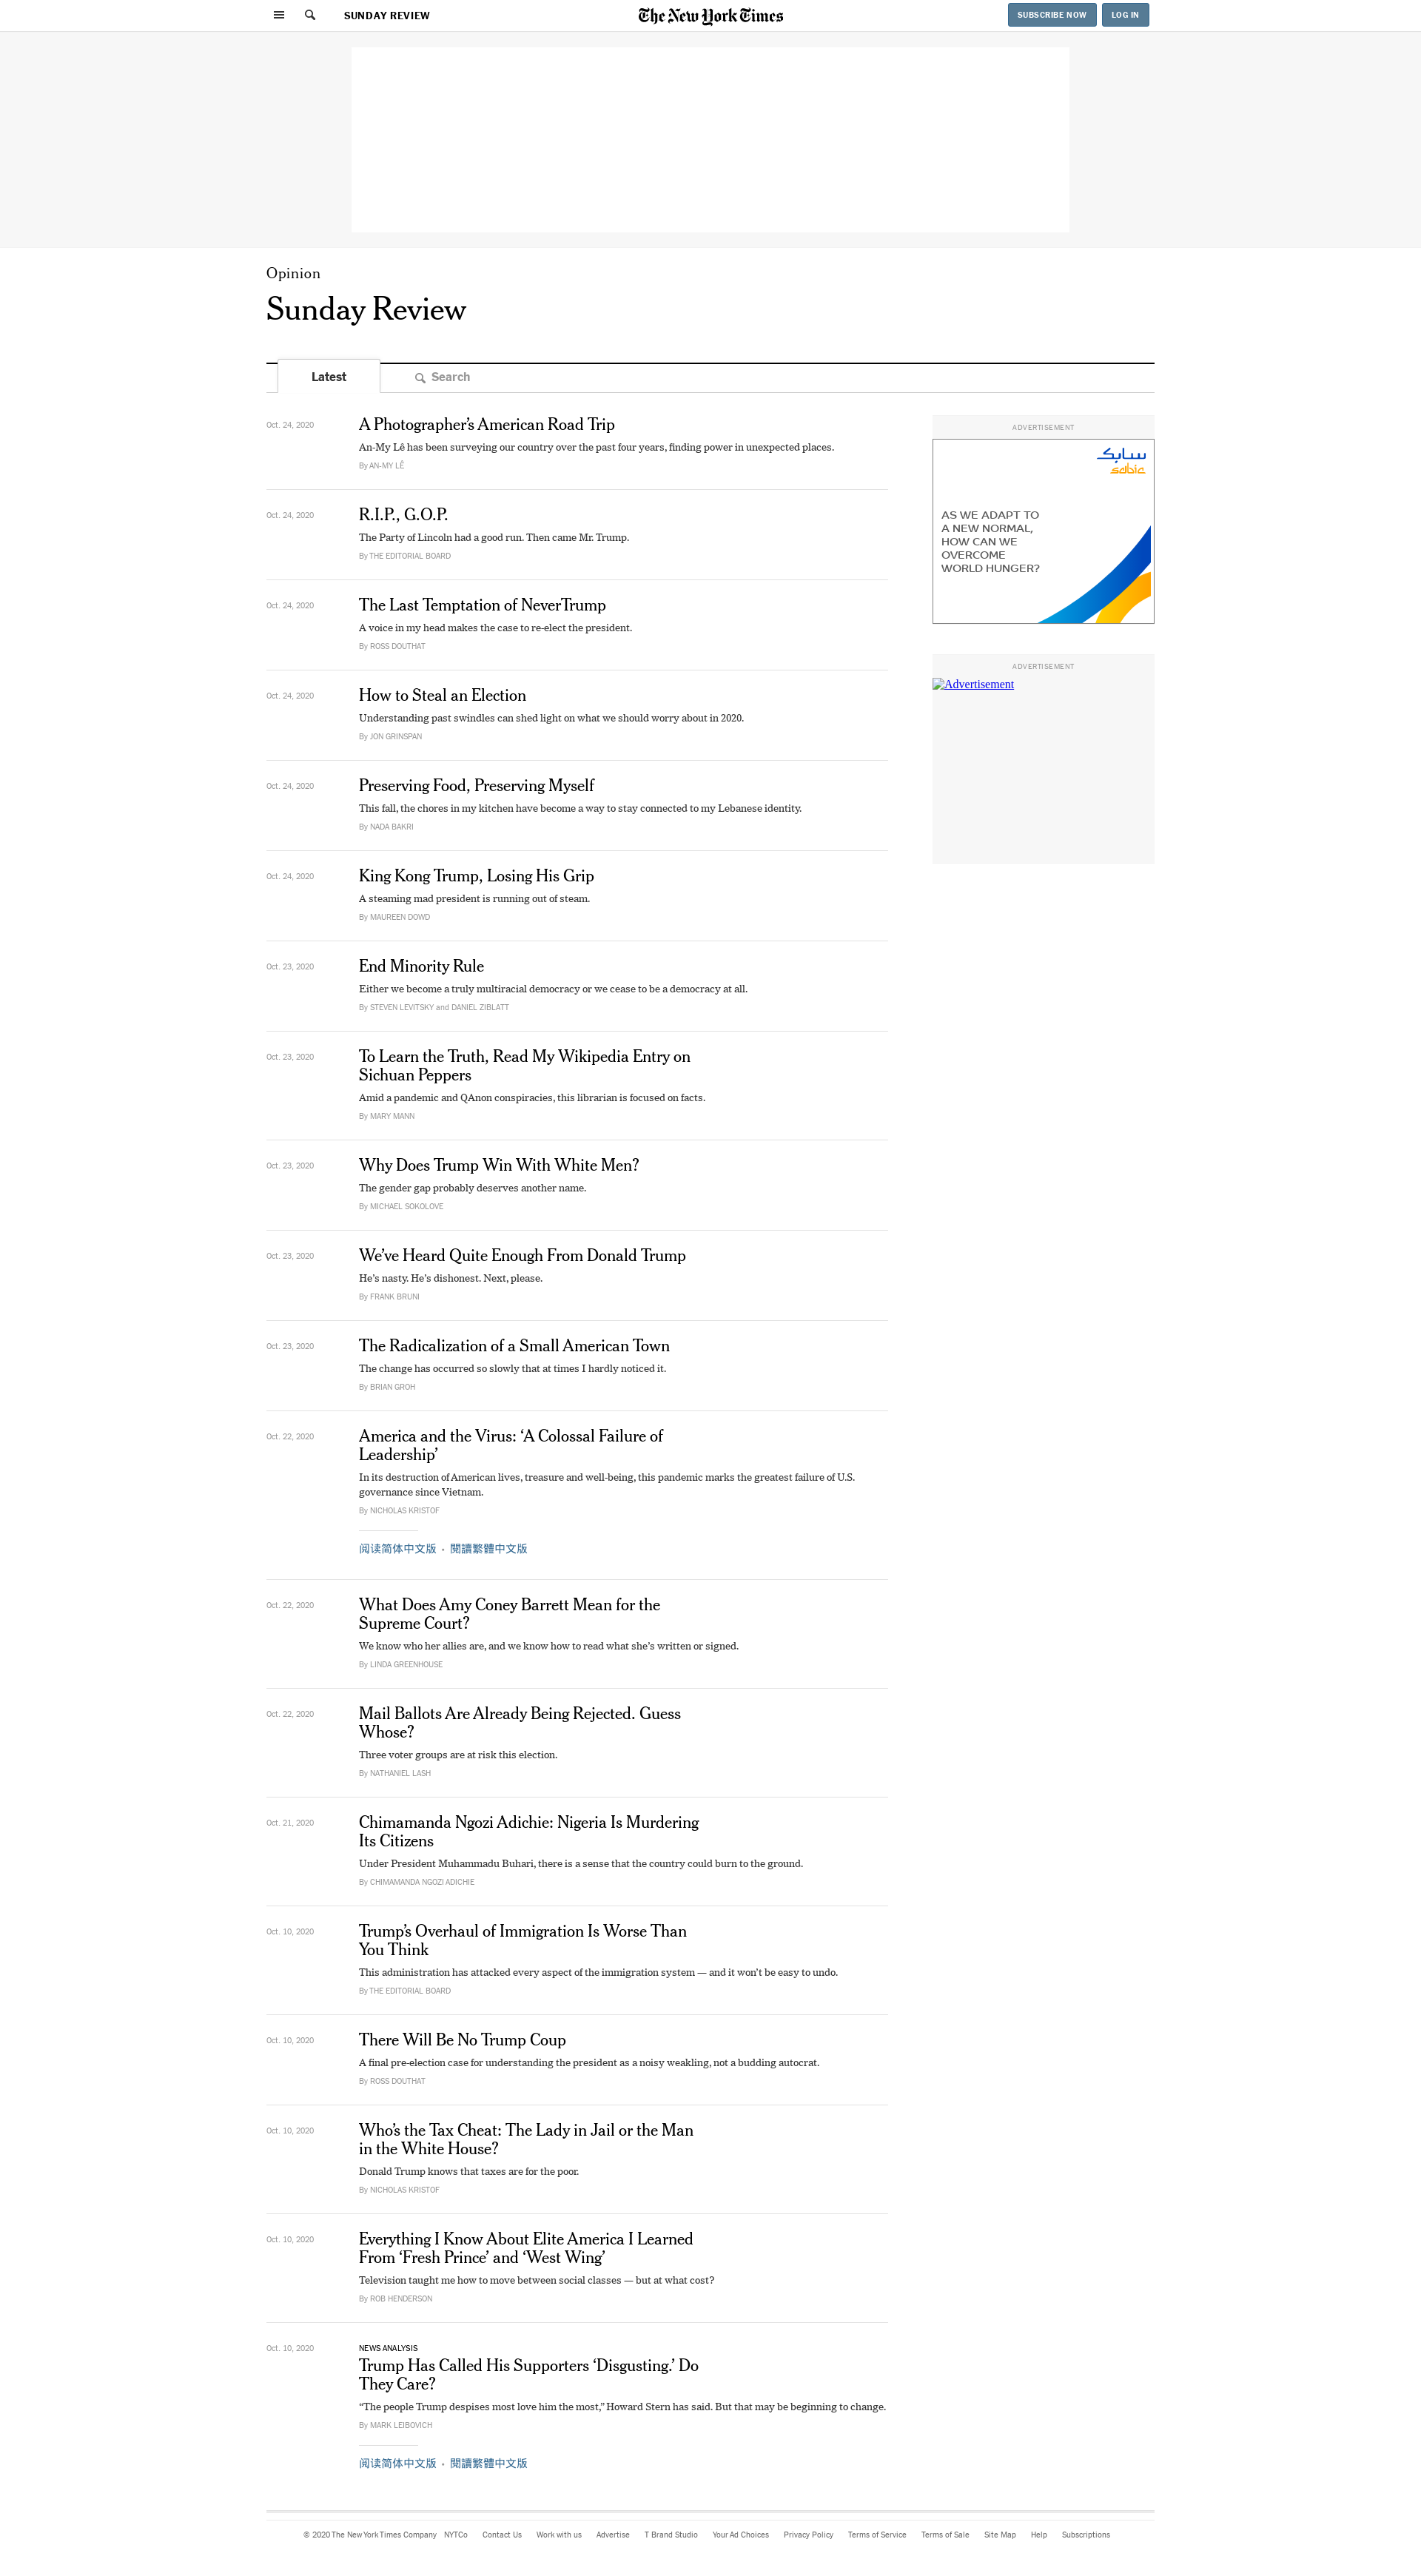 SUNDAY REVIEW
The New York Times
SUBSCRIBE NOW
LOG IN
Opinion
Sunday Review
Latest
Search
Oct. 24, 2020
A Photographer’s American Road Trip
An-My Lê has been surveying our country over the past four years, finding power in unexpected places.
By AN-MY LÊ
Oct. 24, 2020
R.I.P., G.O.P.
The Party of Lincoln had a good run. Then came Mr. Trump.
By THE EDITORIAL BOARD
Oct. 24, 2020
The Last Temptation of NeverTrump
A voice in my head makes the case to re-elect the president.
By ROSS DOUTHAT
Oct. 24, 2020
How to Steal an Election
Understanding past swindles can shed light on what we should worry about in 2020.
By JON GRINSPAN
Oct. 24, 2020
Preserving Food, Preserving Myself
This fall, the chores in my kitchen have become a way to stay connected to my Lebanese identity.
By NADA BAKRI
Oct. 24, 2020
King Kong Trump, Losing His Grip
A steaming mad president is running out of steam.
By MAUREEN DOWD
Oct. 23, 2020
End Minority Rule
Either we become a truly multiracial democracy or we cease to be a democracy at all.
By STEVEN LEVITSKY and DANIEL ZIBLATT
Oct. 23, 2020
To Learn the Truth, Read My Wikipedia Entry on
Sichuan Peppers
Amid a pandemic and QAnon conspiracies, this librarian is focused on facts.
By MARY MANN
Oct. 23, 2020
Why Does Trump Win With White Men?
The gender gap probably deserves another name.
By MICHAEL SOKOLOVE
Oct. 23, 2020
We’ve Heard Quite Enough From Donald Trump
He’s nasty. He’s dishonest. Next, please.
By FRANK BRUNI
Oct. 23, 2020
The Radicalization of a Small American Town
The change has occurred so slowly that at times I hardly noticed it.
By BRIAN GROH
Oct. 22, 2020
America and the Virus: ‘A Colossal Failure of
Leadership’
In its destruction of American lives, treasure and well-being, this pandemic marks the greatest failure of U.S.
governance since Vietnam.
By NICHOLAS KRISTOF
阅读简体中文版 • 閱讀繁體中文版
Oct. 22, 2020
What Does Amy Coney Barrett Mean for the
Supreme Court?
We know who her allies are, and we know how to read what she’s written or signed.
By LINDA GREENHOUSE
Oct. 22, 2020
Mail Ballots Are Already Being Rejected. Guess
Whose?
Three voter groups are at risk this election.
By NATHANIEL LASH
Oct. 21, 2020
Chimamanda Ngozi Adichie: Nigeria Is Murdering
Its Citizens
Under President Muhammadu Buhari, there is a sense that the country could burn to the ground.
By CHIMAMANDA NGOZI ADICHIE
Oct. 10, 2020
Trump’s Overhaul of Immigration Is Worse Than
You Think
This administration has attacked every aspect of the immigration system — and it won’t be easy to undo.
By THE EDITORIAL BOARD
Oct. 10, 2020
There Will Be No Trump Coup
A final pre-election case for understanding the president as a noisy weakling, not a budding autocrat.
By ROSS DOUTHAT
Oct. 10, 2020
Who’s the Tax Cheat: The Lady in Jail or the Man
in the White House?
Donald Trump knows that taxes are for the poor.
By NICHOLAS KRISTOF
Oct. 10, 2020
Everything I Know About Elite America I Learned
From ‘Fresh Prince’ and ‘West Wing’
Television taught me how to move between social classes — but at what cost?
By ROB HENDERSON
Oct. 10, 2020
NEWS ANALYSIS
Trump Has Called His Supporters ‘Disgusting.’ Do
They Care?
“The people Trump despises most love him the most,” Howard Stern has said. But that may be beginning to change.
By MARK LEIBOVICH
阅读简体中文版 • 閱讀繁體中文版
ADVERTISEMENT
سابك
sabic
AS WE ADAPT TO
A NEW NORMAL,
HOW CAN WE
OVERCOME
WORLD HUNGER?
ADVERTISEMENT
Advertisement
© 2020 The New York Times Company NYTCo Contact Us Work with us Advertise T Brand Studio Your Ad Choices Privacy Policy Terms of Service Terms of Sale Site Map Help Subscriptions